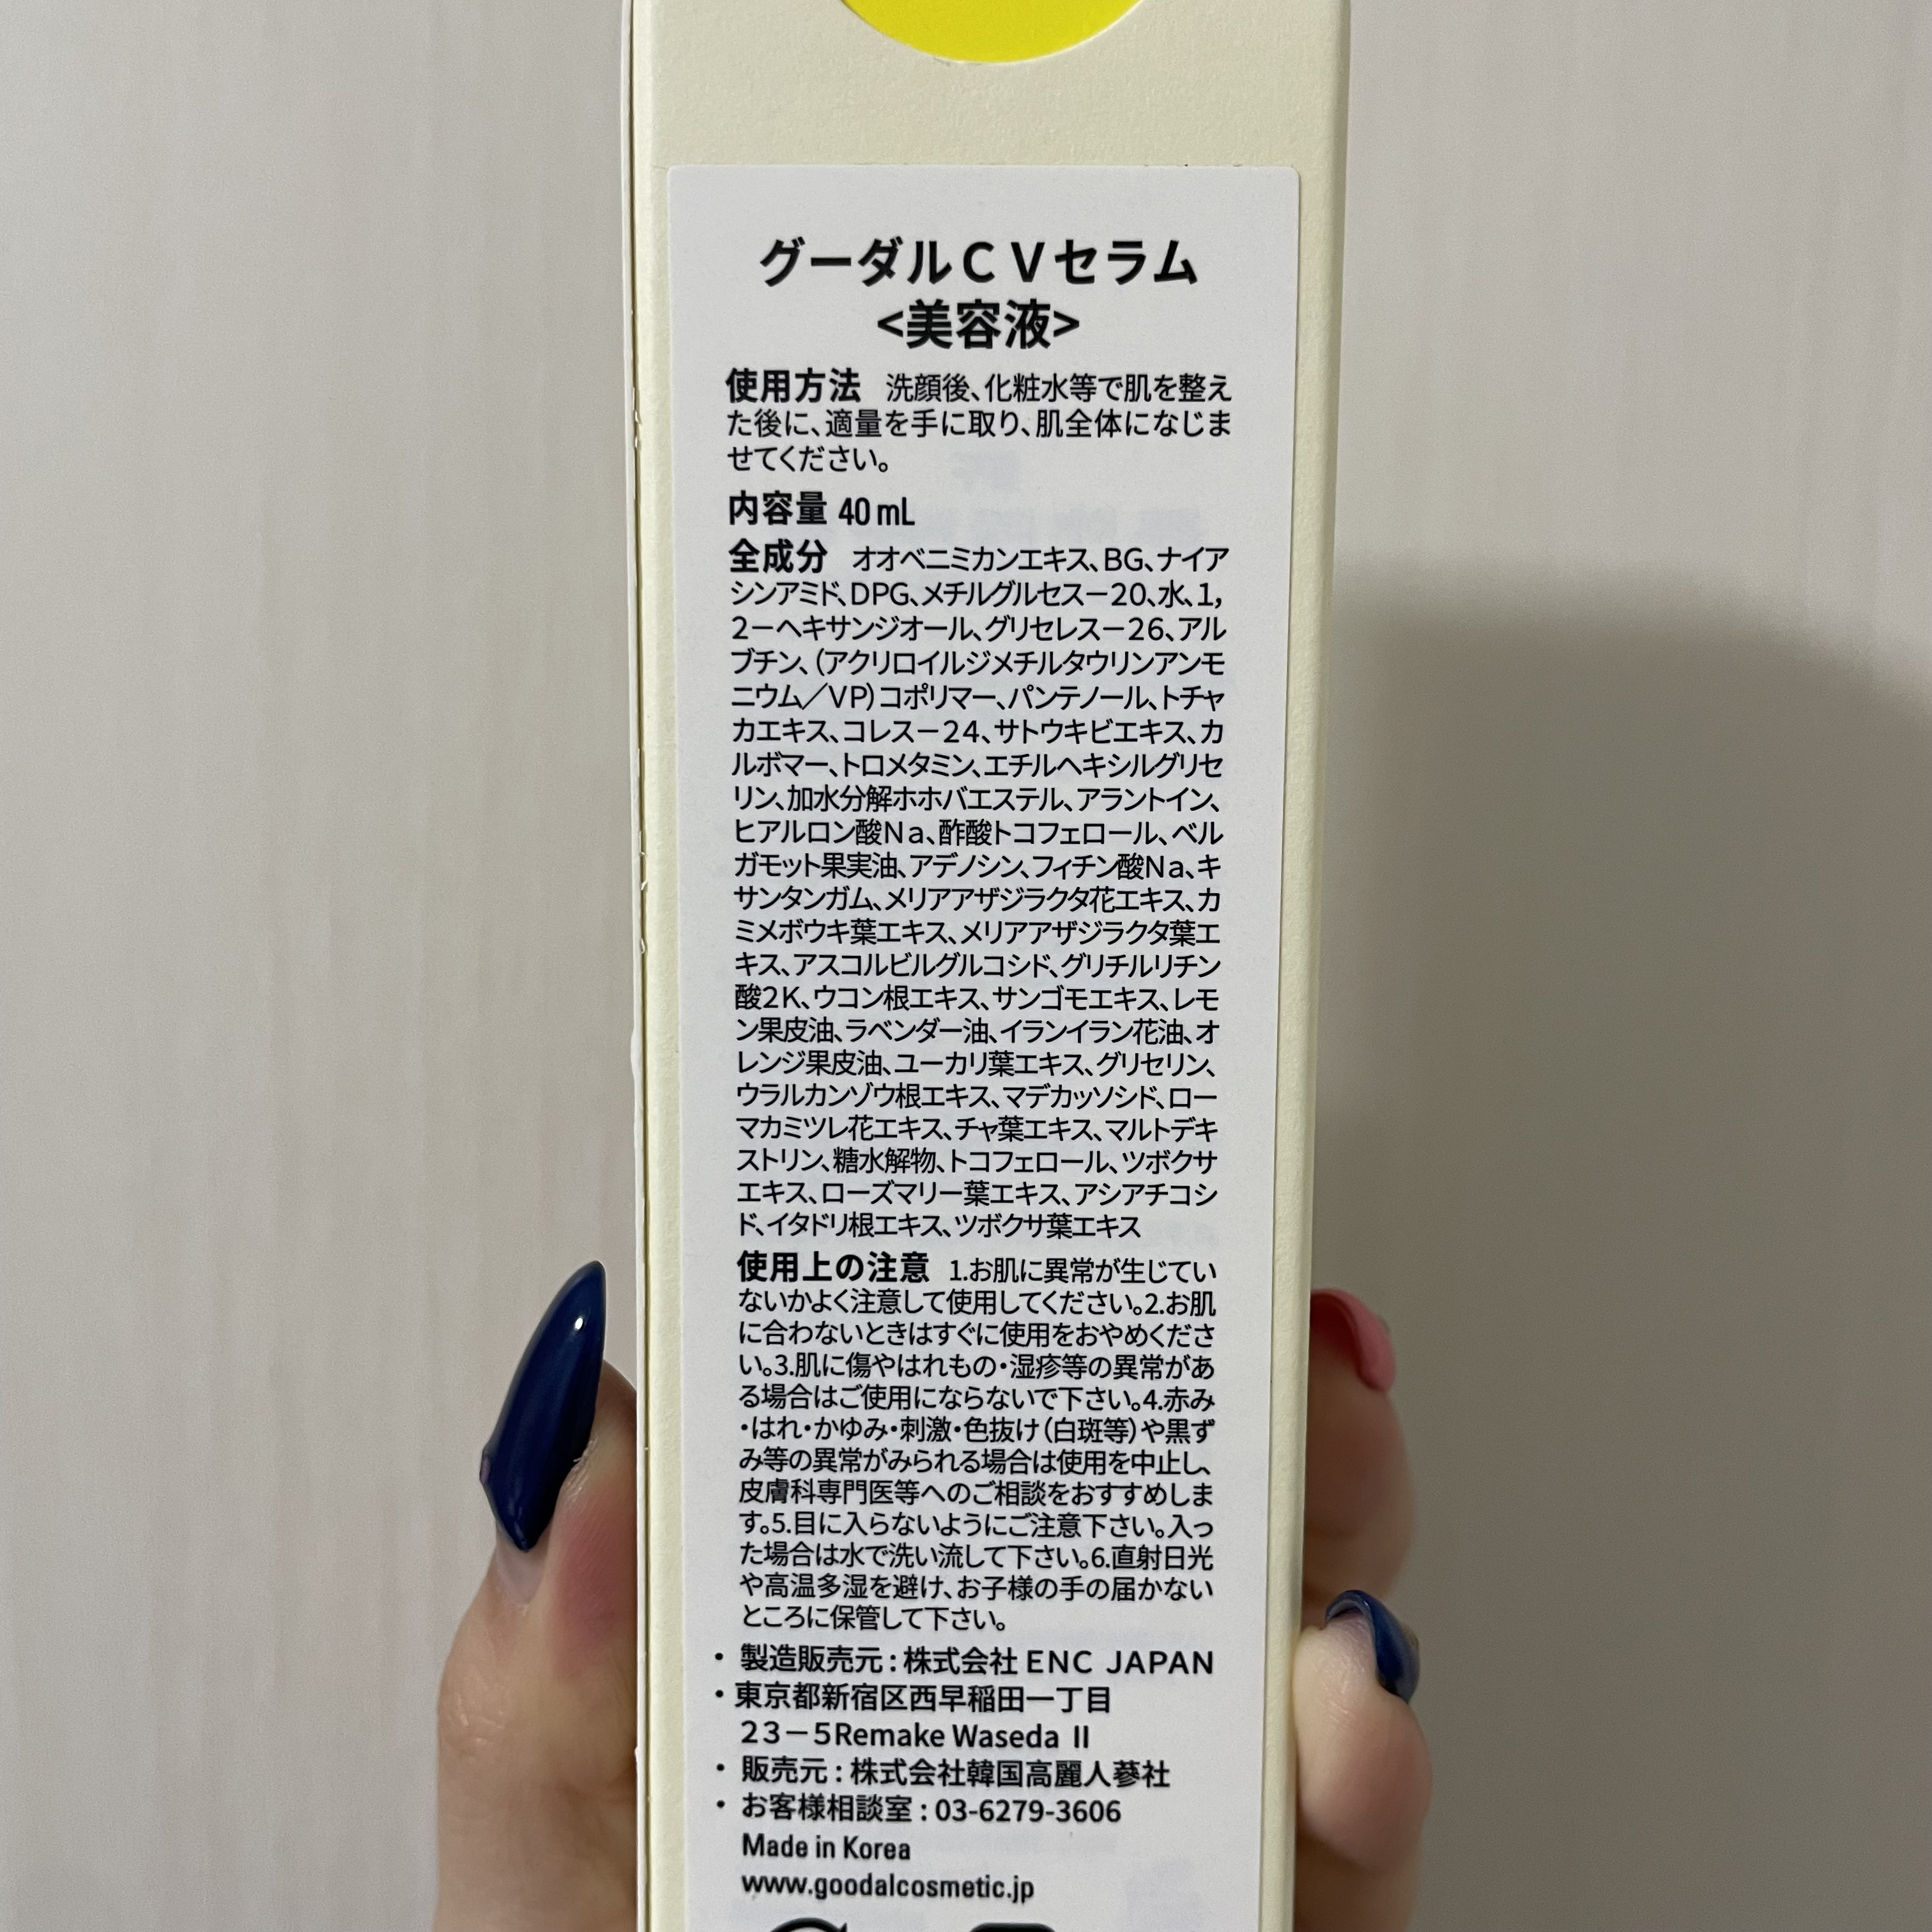 グーダルＣＶセラム
<美容液>
使用方法 洗顔後、化粧水等で肌を整え
た後に、適量を手に取り、肌全体になじま
せてください。
内容量 40 mL
全成分 オオベニミカンエキス、BG、ナイア
シンアミド、DPG、メチルグルセス－20、水、1,
2－ヘキサンジオール、グリセレス－26、アル
ブチン、（アクリロイルジメチルタウリンアンモ
ニウム／VP）コポリマー、パンテノール、トチャ
カエキス、コレス－24、サトウキビエキス、カ
ルボマー、トロメタミン、エチルヘキシルグリセ
リン、加水分解ホホバエステル、アラントイン、
ヒアルロン酸Ｎａ、酢酸トコフェロール、ベル
ガモット果実油、アデノシン、フィチン酸Ｎａ、キ
サンタンガム、メリアアザジラクタ花エキス、カ
ミメボウキ葉エキス、メリアアザジラクタ葉エ
キス、アスコルビルグルコシド、グリチルリチン
酸2K、ウコン根エキス、サンゴモエキス、レモ
ン果皮油、ラベンダー油、イランイラン花油、オ
レンジ果皮油、ユーカリ葉エキス、グリセリン、
ウラルカンゾウ根エキス、マデカッソシド、ロー
マカミツレ花エキス、チャ葉エキス、マルトデキ
ストリン、糖水解物、トコフェロール、ツボクサ
エキス、ローズマリー葉エキス、アシアチコシ
ド、イタドリ根エキス、ツボクサ葉エキス
使用上の注意 1.お肌に異常が生じてい
ないかよく注意して使用してください。2.お肌
に合わないときはすぐに使用をおやめくださ
い。3.肌に傷やはれもの・湿疹等の異常があ
る場合はご使用にならないで下さい。4.赤み
・はれ・かゆみ・刺激・色抜け（白斑等）や黒ず
み等の異常がみられる場合は使用を中止し、
皮膚科専門医等へのご相談をおすすめしま
す。5.目に入らないようにご注意下さい。入っ
た場合は水で洗い流して下さい。6.直射日光
や高温多湿を避け、お子様の手の届かない
ところに保管して下さい。
・ 製造販売元 : 株式会社 ENC JAPAN
・東京都新宿区西早稲田一丁目
２３－５Remake Waseda Ⅱ
・ 販売元 : 株式会社韓国高麗人蔘社
・ お客様相談室 : 03-6279-3606
Made in Korea
www.goodalcosmetic.jp